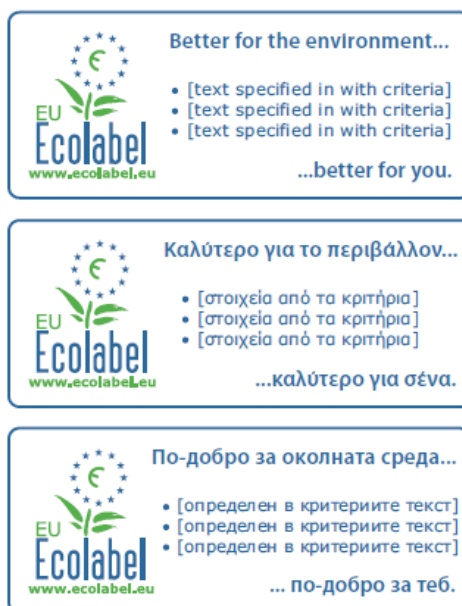 Better for the environment...
• [text specified in with criteria]
• [text specified in with criteria]
• [text specified in with criteria]
...better for you.
EU
Ecolabel
www.ecolabel.eu
Καλύτερο για το περιβάλλον...
• [στοιχεία από τα κριτήρια]
• [στοιχεία από τα κριτήρια]
• [στοιχεία από τα κριτήρια]
...καλύτερο για σένα.
EU
Ecolabel
www.ecolabel.eu
По-добро за околната среда...
• [определен в критериите текст]
• [определен в критериите текст]
• [определен в критериите текст]
... по-добро за теб.
EU
Ecolabel
www.ecolabel.eu